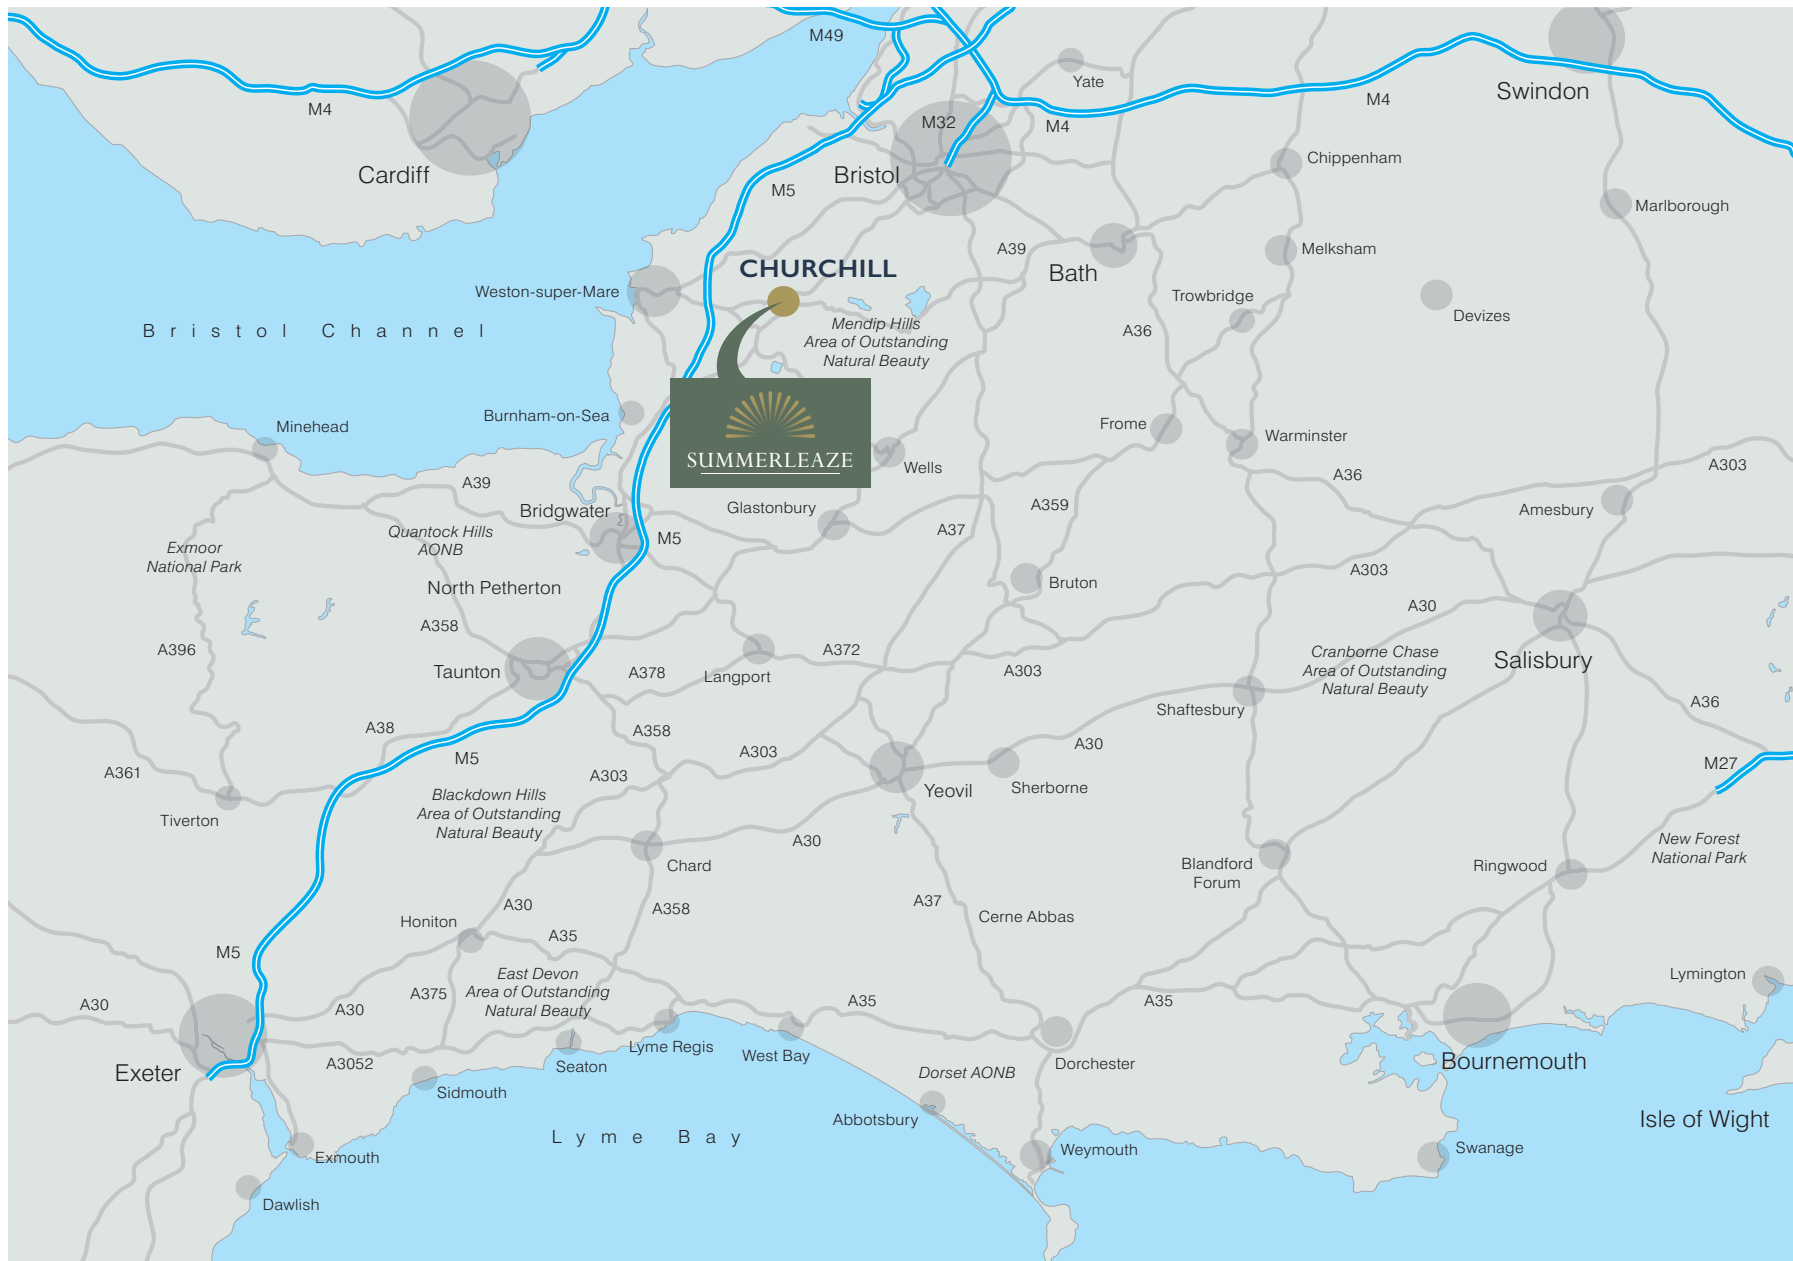 M49
Yate
M4
Swindon
M4
M32
M4
Cardiff
Bristol
Chippenham
M5
Marlborough
A39
Melksham
CHURCHILL
Bath
Weston-super-Mare
Trowbridge
Devizes
Bristol Channel
Mendip Hills
Area of Outstanding
Natural Beauty
A36
Burnham-on-Sea
Minehead
Frome
Warminster
SUMMERLEAZE
Wells
A303
A36
A39
Glastonbury
A359
Amesbury
Bridgwater
Quantock Hills
AONB
A37
M5
Exmoor
National Park
North Petherton
Bruton
A303
A30
A358
A396
Taunton
A378
Langport
A372
A303
Cranborne Chase
Area of Outstanding
Natural Beauty
Salisbury
Shaftesbury
A36
A38
A358
A303
A30
M5
A361
A303
M27
Blackdown Hills
Area of Outstanding
Natural Beauty
Yeovil
Sherborne
Tiverton
A30
New Forest
National Park
Chard
Blandford
Forum
Ringwood
A30
A358
A37
Cerne Abbas
Honiton
A35
M5
East Devon
Area of Outstanding
Natural Beauty
Lymington
A30
A30
A375
A35
A35
Lyme Regis
West Bay
Dorchester
A3052
Seaton
Bournemouth
Exeter
Sidmouth
Dorset AONB
Abbotsbury
Isle of Wight
Lyme Bay
Weymouth
Swanage
Exmouth
Dawlish